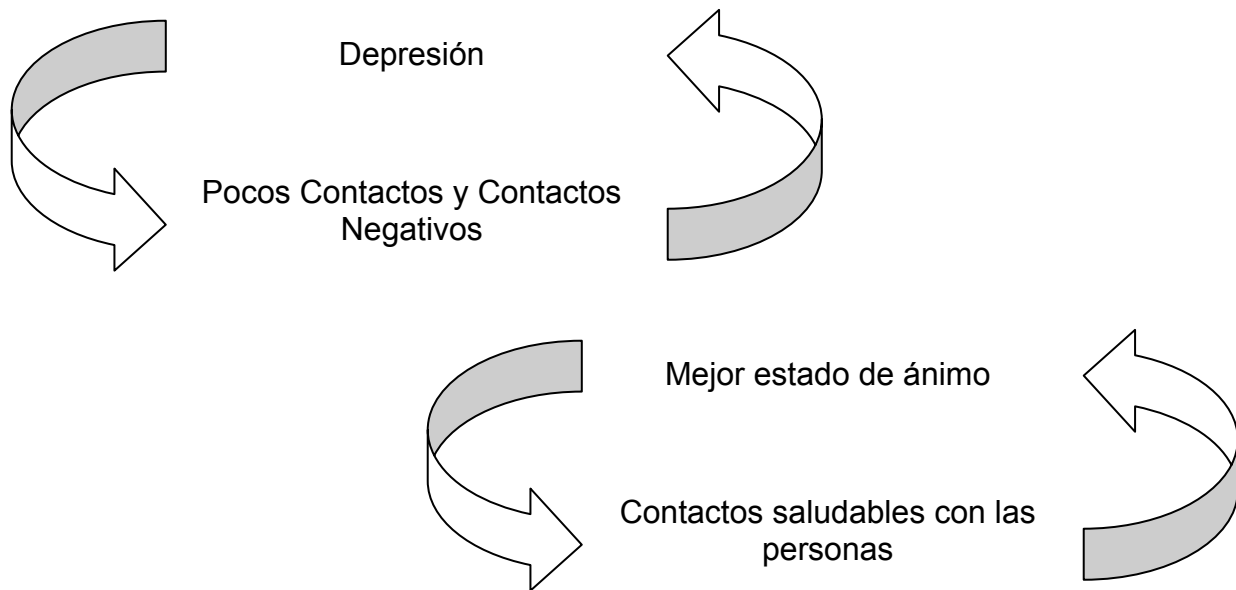 Depresión
Pocos Contactos y Contactos
Negativos
Mejor estado de ánimo
Contactos saludables con las
personas